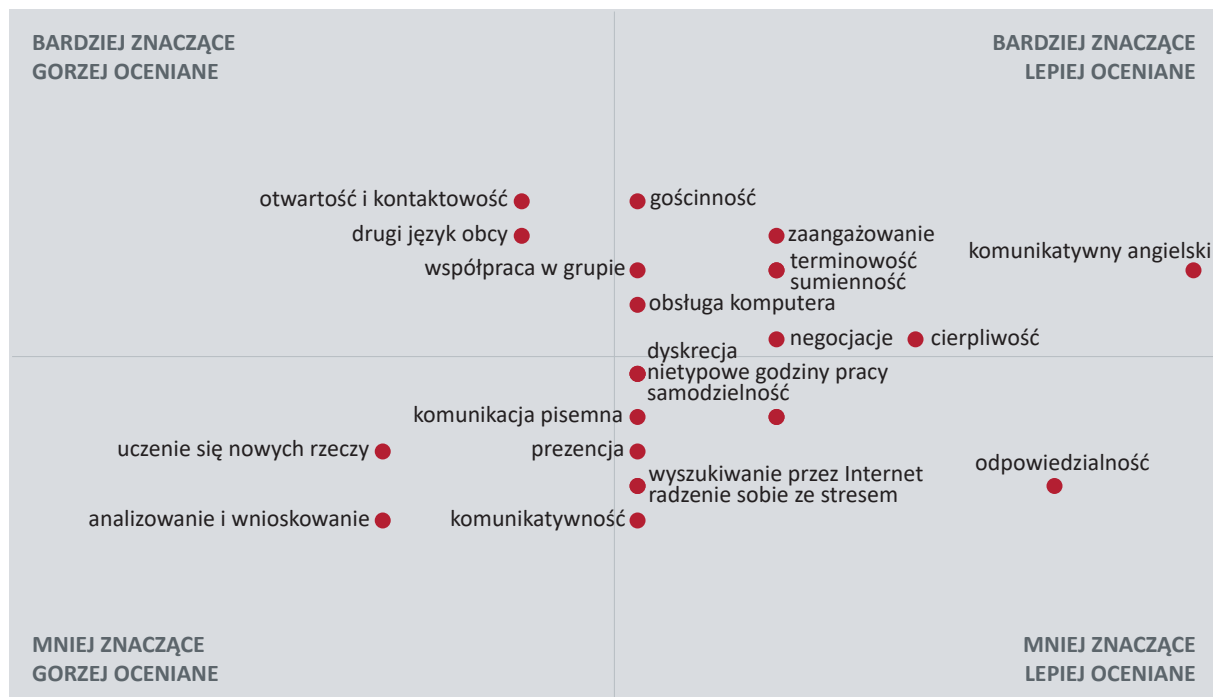 BARDZIEJ ZNACZĄCE
GORZEJ OCENIANE
BARDZIEJ ZNACZĄCE
LEPIEJ OCENIANE
otwartość i kontaktowość
gościnność
drugi język obcy
zaangażowanie
komunikatywny angielski
współpraca w grupie
terminowość
sumienność
obsługa komputera
negocjacje
cierpliwość
dyskrecja
nietypowe godziny pracy
samodzielność
komunikacja pisemna
uczenie się nowych rzeczy
prezencja
odpowiedzialność
wyszukiwanie przez Internet
radzenie sobie ze stresem
analizowanie i wnioskowanie
komunikatywność
MNIEJ ZNACZĄCE
GORZEJ OCENIANE
MNIEJ ZNACZĄCE
LEPIEJ OCENIANE